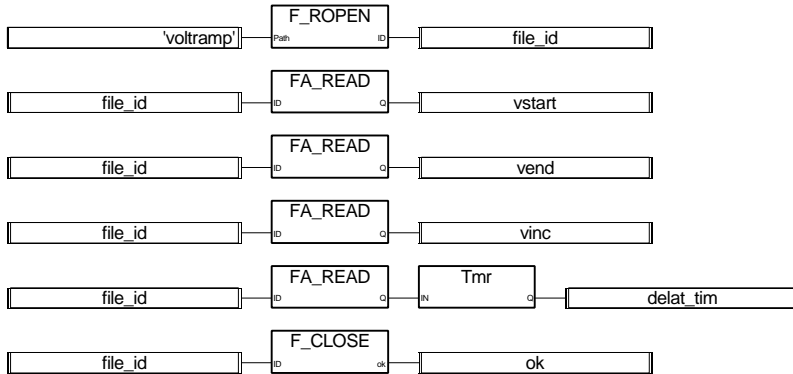 F_ROPEN
'voltramp' Path ID file_id
FA_READ
file_id ID Q vstart
FA_READ
file_id ID Q vend
FA_READ
file_id ID Q vinc
FA_READ Tmr
file_id ID Q IN Q delat_tim
F_CLOSE
file_id ID ok ok